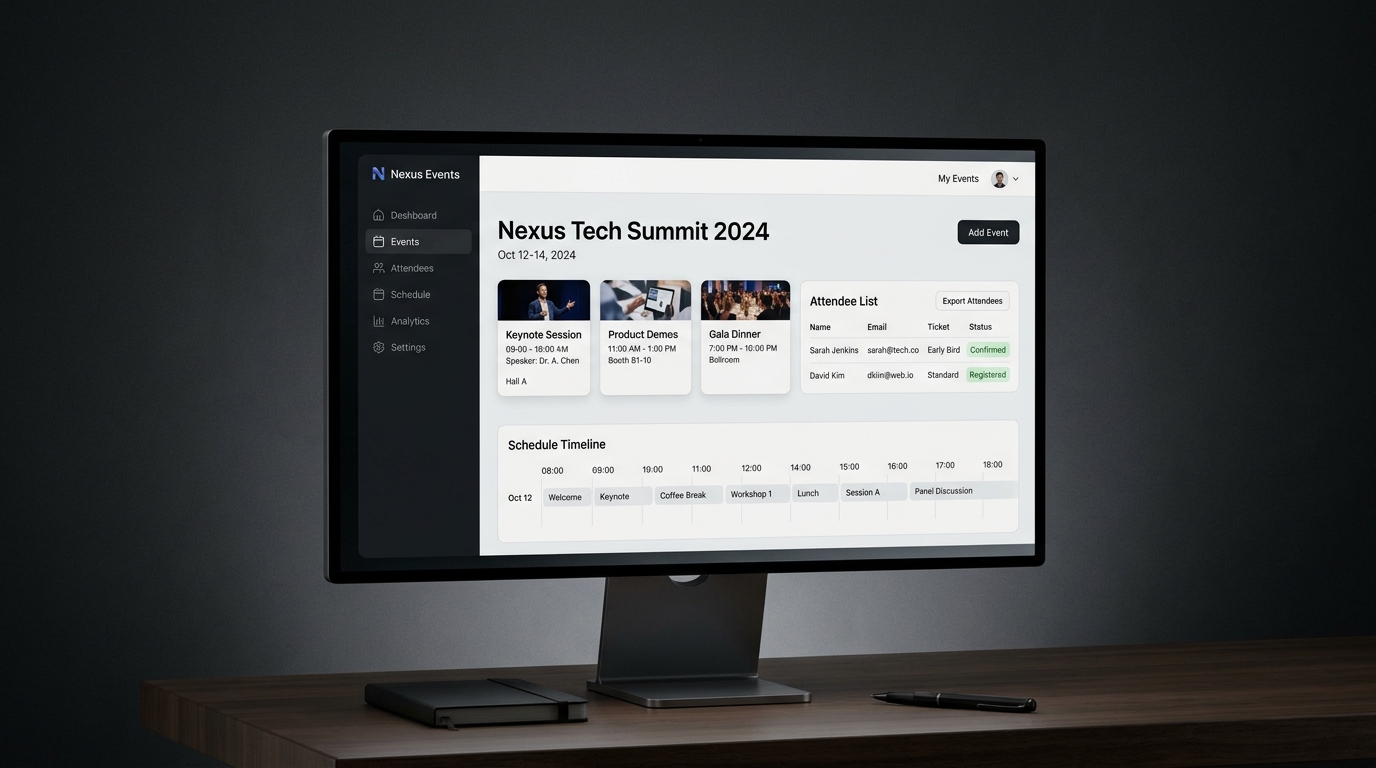 Nexus Events
My Events
Dashboard
Events
Attendees
Schedule
Analytics
Settings
Nexus Tech Summit 2024
Oct 12-14, 2024
Add Event
Keynote Session
09-00 - 16:00 4M
Spesker: Dr. A. Chen
Hall A
Product Demes
11:00 AM - 1:00 PM
Booth 81-10
Gala Dinner
7:00 PM - 10:06 PM
Bollrcem
Attendee List
Export Attendees
Name Email Ticket Status
Sarah Jenkins sarah@tech.co Early Bird Confirmed
David Kim dkiin@web.io Standard Registered
Schedule Timeline
08:00 09:00 19:00 11:00 12:00 14:00 15:00 16:00 17:00 18:00
Oct 12 Welcome Keynote Coffee Break Workshop 1 Lunch Session A Panel Discussion